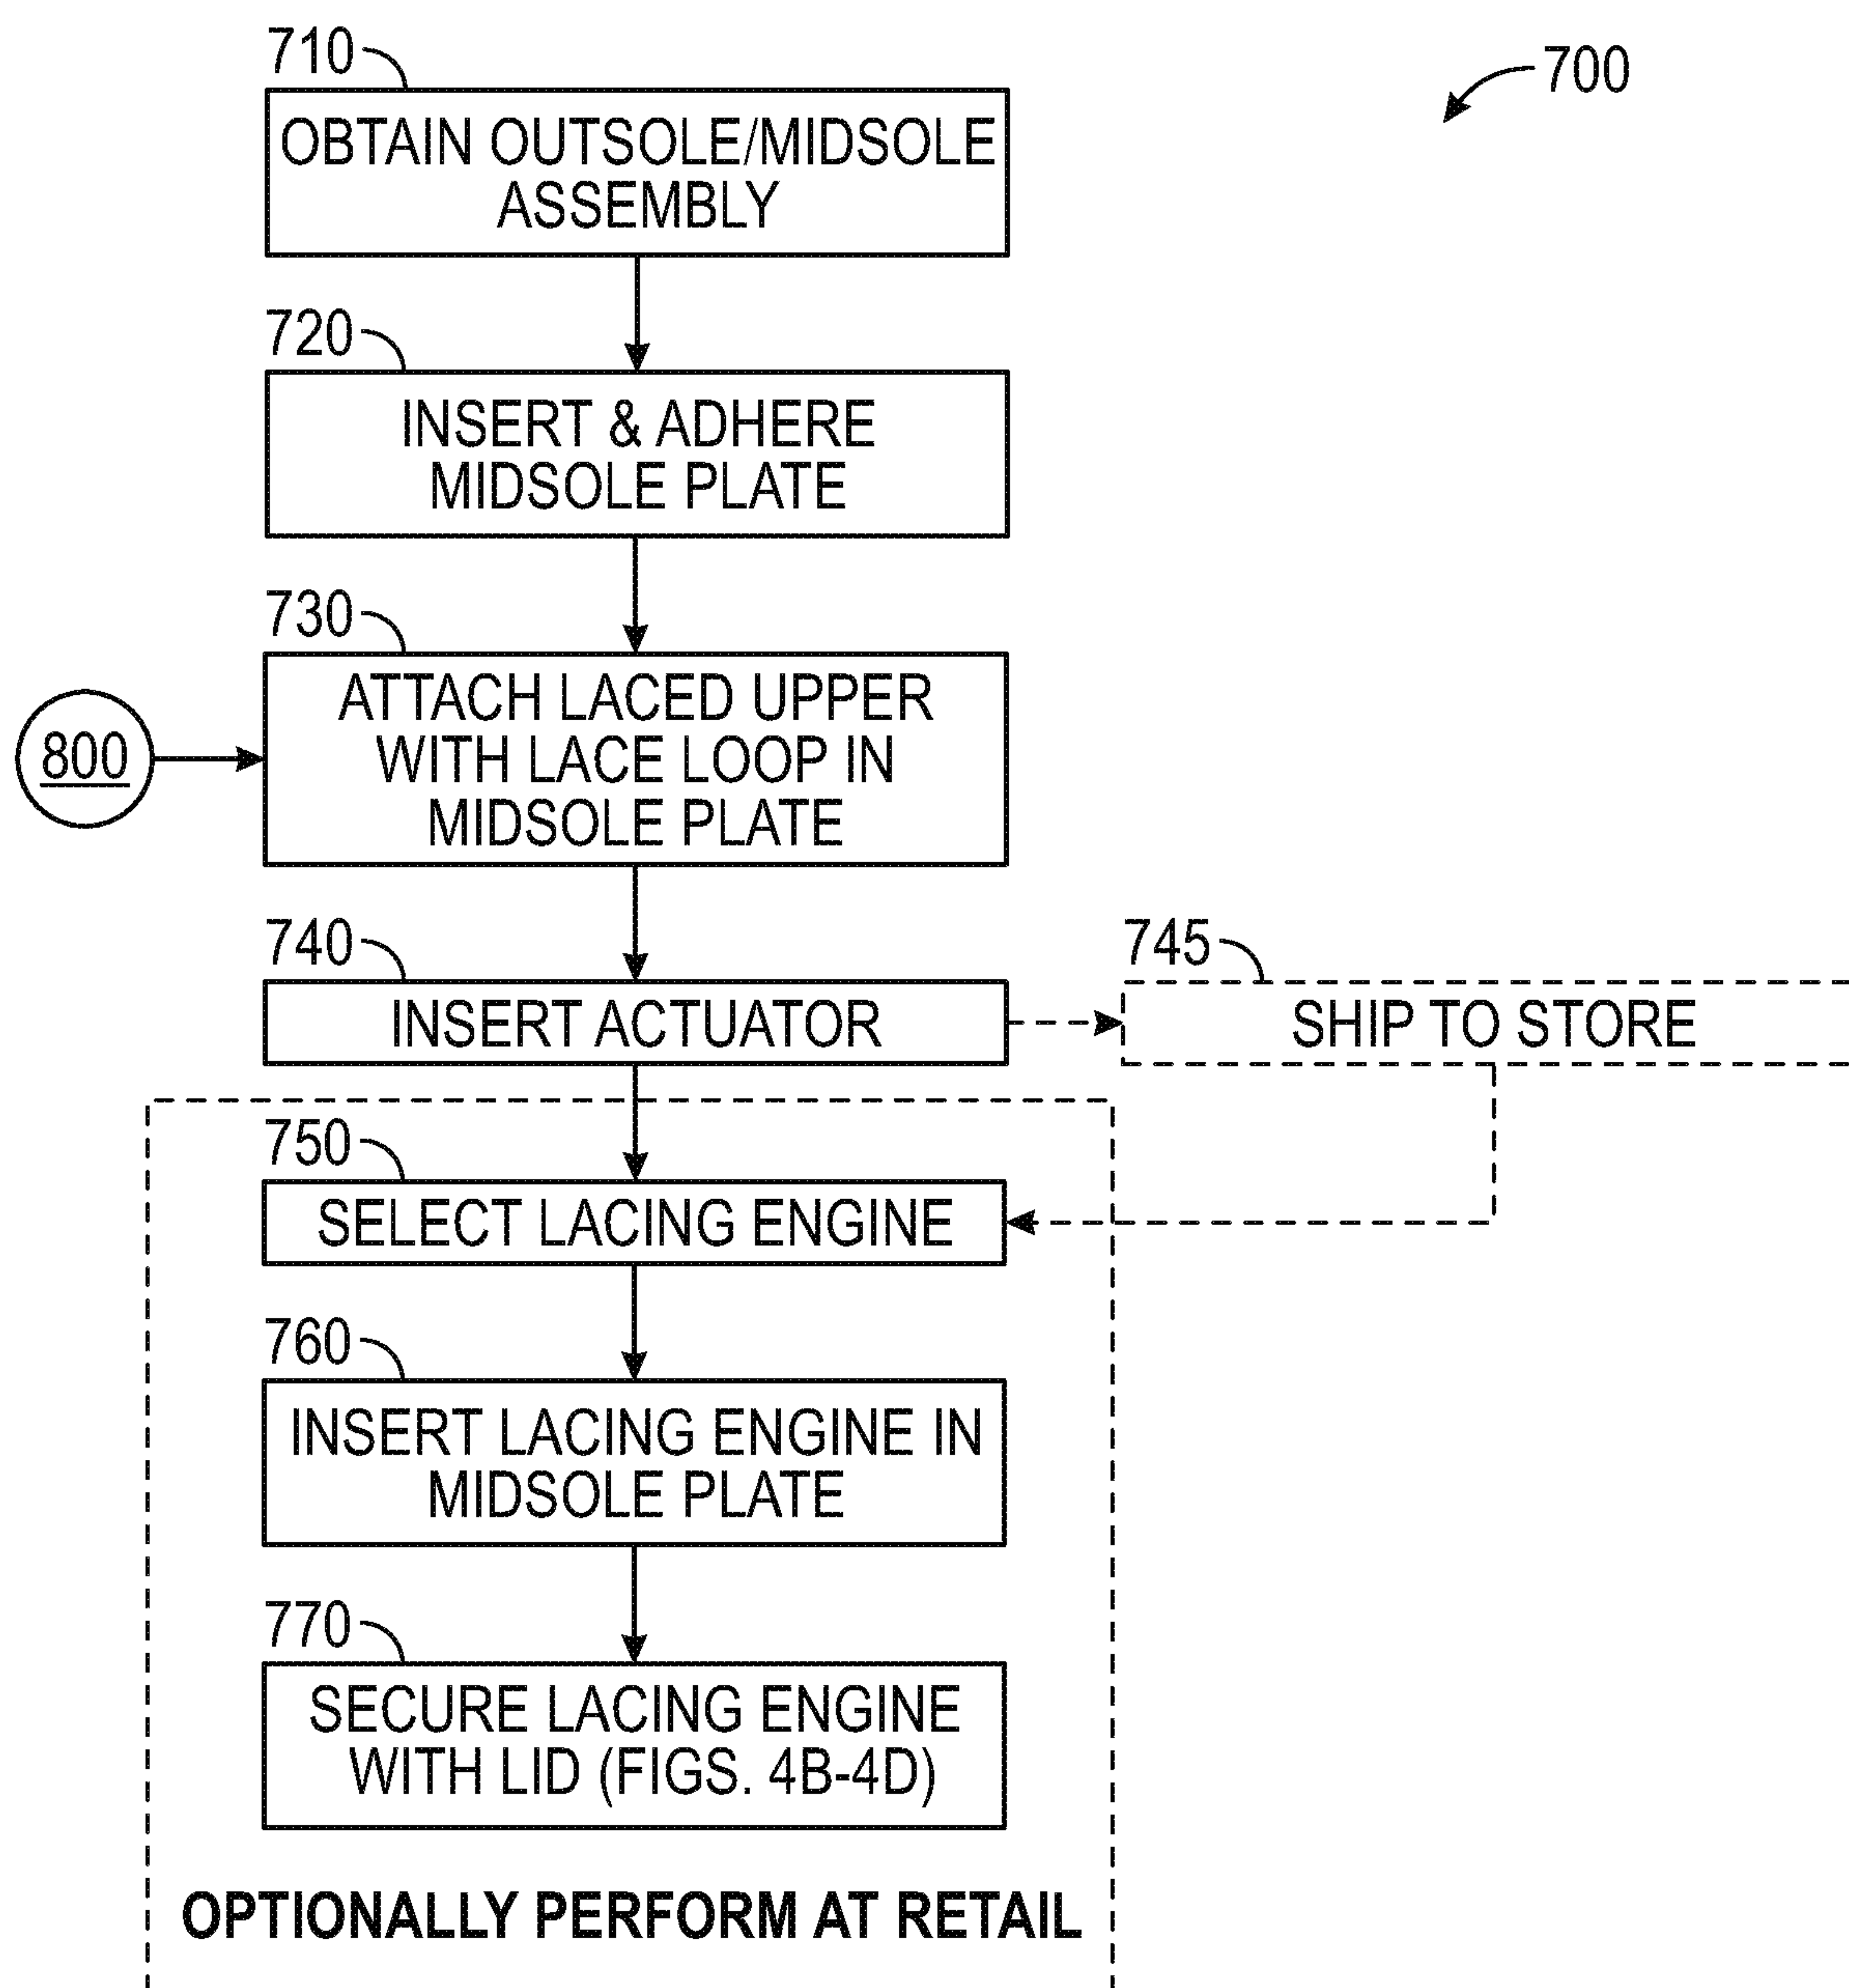 700
710
OBTAIN OUTSOLE/MIDSOLE
ASSEMBLY
720
INSERT & ADHERE
MIDSOLE PLATE
730
ATTACH LACED UPPER
WITH LACE LOOP IN
MIDSOLE PLATE
800
740
INSERT ACTUATOR
745
SHIP TO STORE
750
SELECT LACING ENGINE
760
INSERT LACING ENGINE IN
MIDSOLE PLATE
770
SECURE LACING ENGINE
WITH LID (FIGS. 4B-4D)
OPTIONALLY PERFORM AT RETAIL